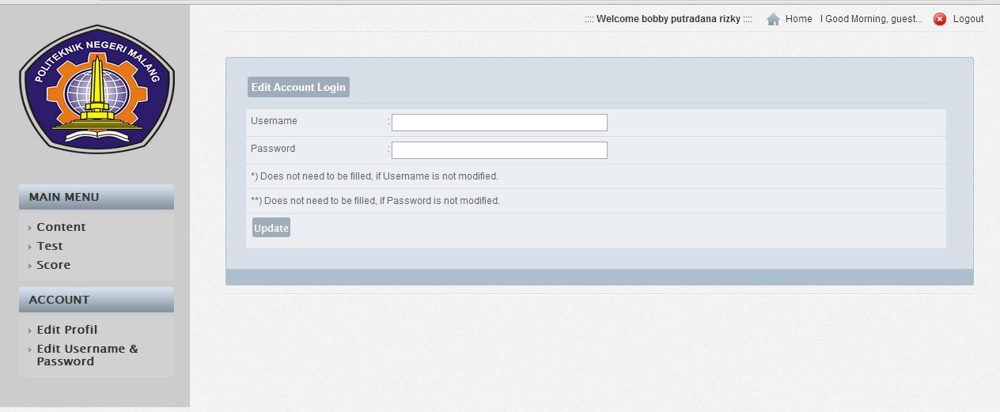 :::: Welcome bobby putradana rizky :::: Home I Good Morning, guest... Logout
POLITEKNIK NEGERI MALANG
MAIN MENU
Content
Test
Score
ACCOUNT
Edit Profil
Edit Username &
Password
Edit Account Login
Username :
Password :
*) Does not need to be filled, if Username is not modified.
**) Does not need to be filled, if Password is not modified.
Update